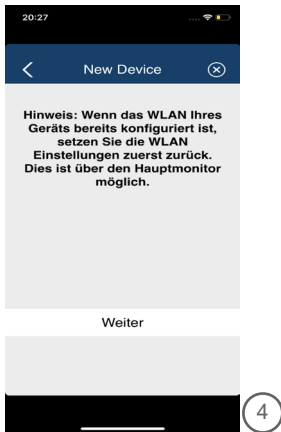 20:27
New Device
Hinweis: Wenn das WLAN Ihres
Geräts bereits konfiguriert ist,
setzen Sie die WLAN
Einstellungen zuerst zurück.
Dies ist über den Hauptmonitor
möglich.
Weiter
4